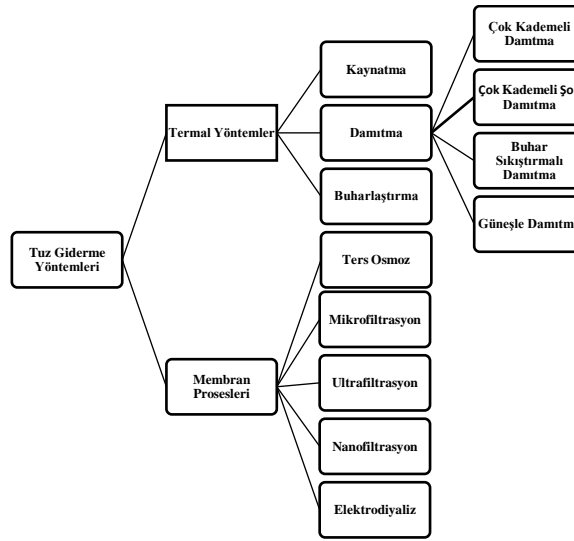 Çok Kademeli
Damtma
Kaynatma
Çok Kademeli Şo
Damıtma
Termal Yöntemler
Damıtma
Buhar
Sıkıştırmalı
Damıtma
Buharlaştırma
Güneşle Damıtm
Tuz Giderme
Yöntemleri
Ters Osmoz
Mikrofiltrasyon
Membran
Prosesleri
Ultrafiltrasyon
Nanofiltrasyon
Elektrodiyaliz